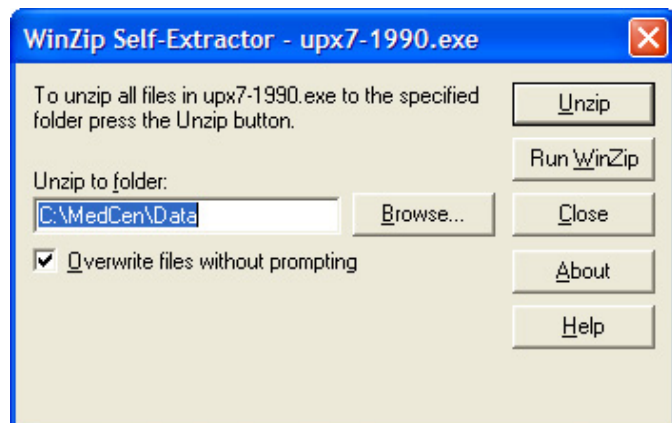 WinZip Self-Extractor - upx7-1990.exe
To unzip all files in upx7-1990.exe to the specified
folder press the Unzip button.
Unzip to folder:
C:\MedCen\Data
Browse...
Overwrite files without prompting
Unzip
Run WinZip
Close
About
Help